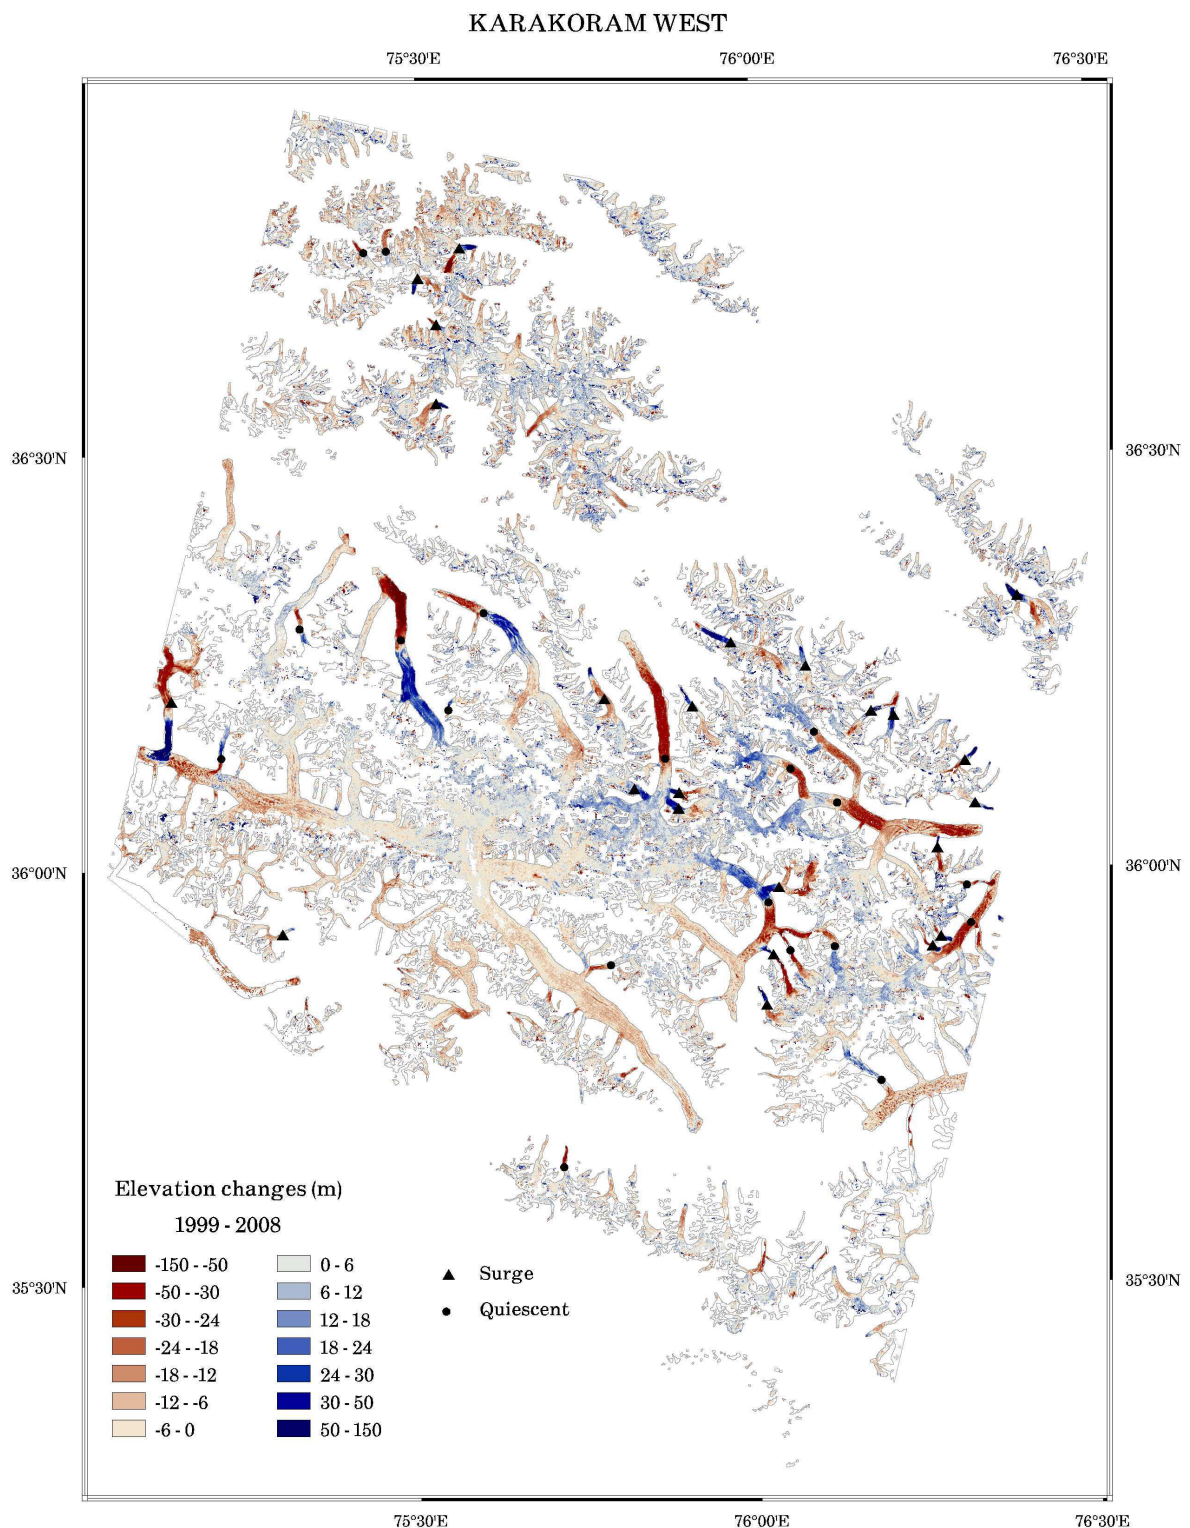 KARAKORAM WEST
75°30'E 76°00'E 76°30'E
36°30'N 36°30'N
36°00'N 36°00'N
Elevation changes (m)
1999 - 2008
-150 - -50 0 - 6
-50 - -30 6 - 12 Surge
-30 - -24 12 - 18 Quiescent
35°30'N 35°30'N
-24 - -18 18 - 24
-18 - -12 24 - 30
-12 - -6 30 - 50
-6 - 0 50 - 150
75°30'E 76°00'E 76°30'E